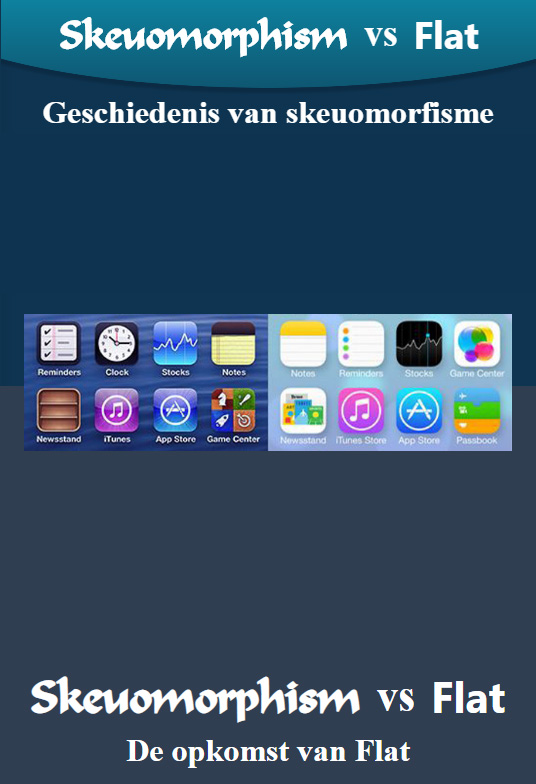 Skeuomorphism vs Flat
Geschiedenis van skeuomorfisme
Reminders Clock Stocks Notes
Notes Reminders Stocks Game Center
Newsstand iTunes App Store Game Center
Newsstand iTunes Store App Store Passbook
Skeuomorphism vs Flat
De opkomst van Flat